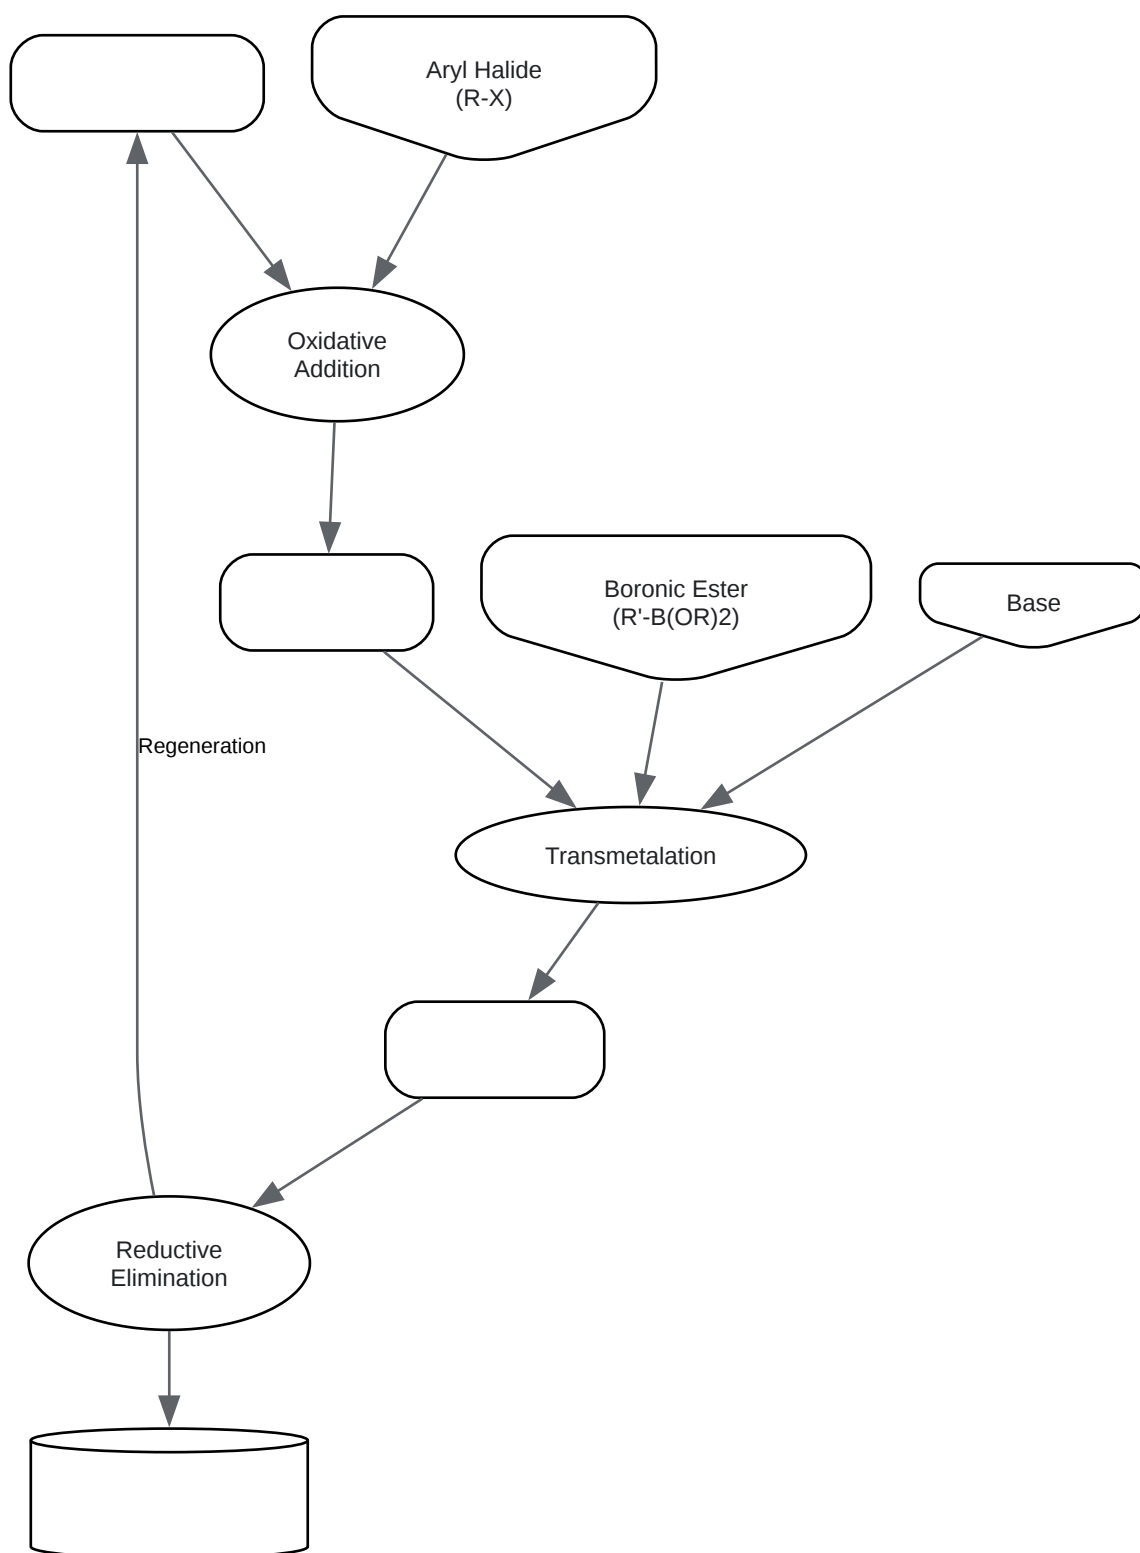 Aryl Halide
(R-X)
Oxidative
Addition
Boronic Ester
(R'-B(OR)2)
Base
Regeneration
Transmetalation
Reductive
Elimination